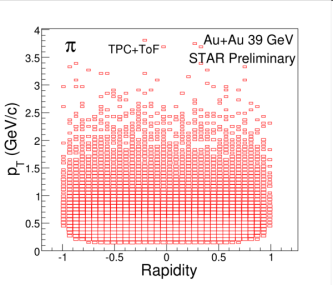 4
3.5
3
2.5
2
1.5
1
0.5
0
π
TPC+ToF
Au+Au 39 GeV
STAR Preliminary
p_T (GeV/c)
-1 -0.5 0 0.5 1
Rapidity